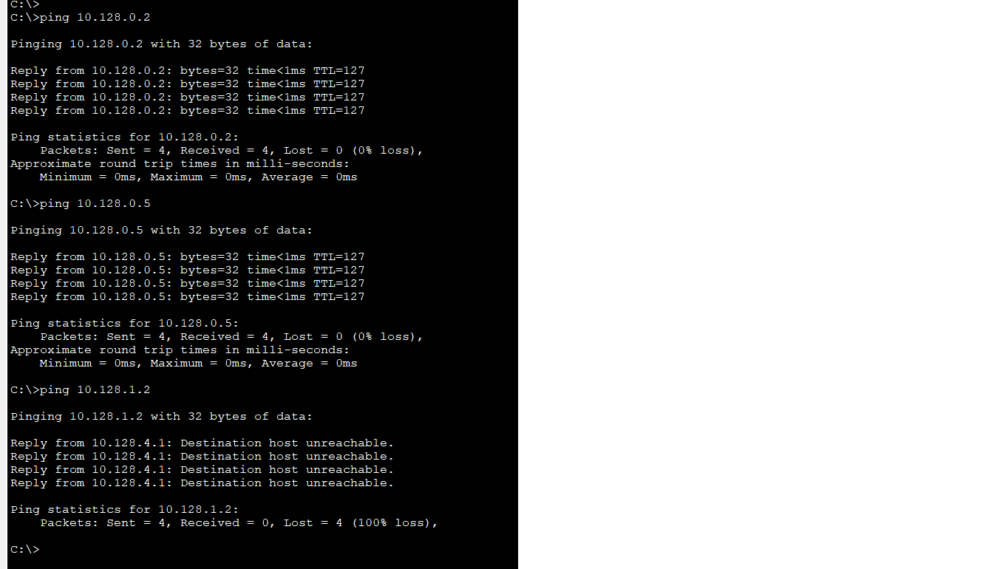 C:\>
C:\>ping 10.128.0.2
Pinging 10.128.0.2 with 32 bytes of data:
Reply from 10.128.0.2: bytes=32 time<1ms TTL=127
Reply from 10.128.0.2: bytes=32 time<1ms TTL=127
Reply from 10.128.0.2: bytes=32 time<1ms TTL=127
Reply from 10.128.0.2: bytes=32 time<1ms TTL=127
Ping statistics for 10.128.0.2:
    Packets: Sent = 4, Received = 4, Lost = 0 (0% loss),
Approximate round trip times in milli-seconds:
    Minimum = 0ms, Maximum = 0ms, Average = 0ms
C:\>ping 10.128.0.5
Pinging 10.128.0.5 with 32 bytes of data:
Reply from 10.128.0.5: bytes=32 time<1ms TTL=127
Reply from 10.128.0.5: bytes=32 time<1ms TTL=127
Reply from 10.128.0.5: bytes=32 time<1ms TTL=127
Reply from 10.128.0.5: bytes=32 time<1ms TTL=127
Ping statistics for 10.128.0.5:
    Packets: Sent = 4, Received = 4, Lost = 0 (0% loss),
Approximate round trip times in milli-seconds:
    Minimum = 0ms, Maximum = 0ms, Average = 0ms
C:\>ping 10.128.1.2
Pinging 10.128.1.2 with 32 bytes of data:
Reply from 10.128.4.1: Destination host unreachable.
Reply from 10.128.4.1: Destination host unreachable.
Reply from 10.128.4.1: Destination host unreachable.
Reply from 10.128.4.1: Destination host unreachable.
Ping statistics for 10.128.1.2:
    Packets: Sent = 4, Received = 0, Lost = 4 (100% loss),
C:\>